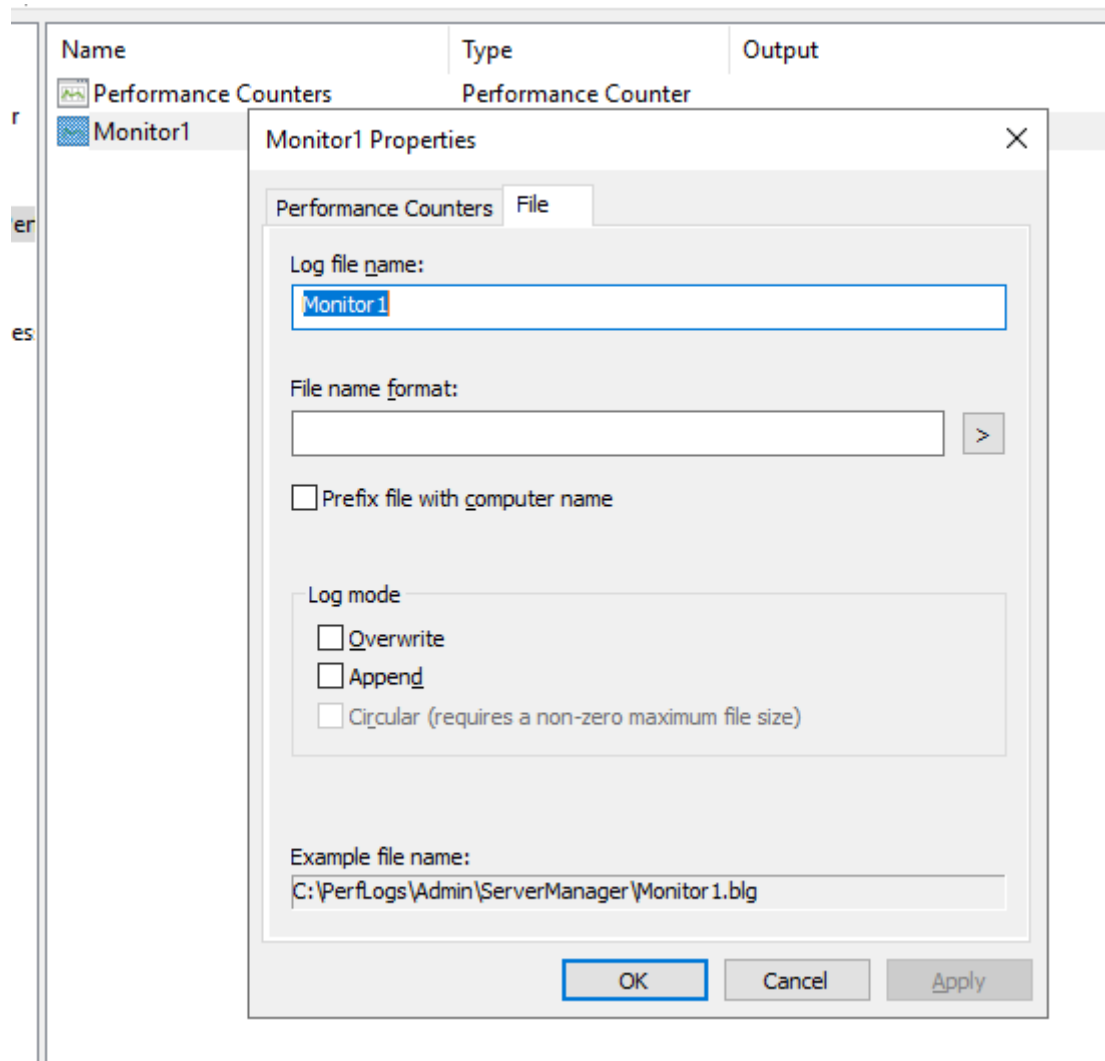 Name Type Output
Performance Counters Performance Counter
r
Monitor1
Monitor1 Properties
er
Performance Counters File
Log file name:
Monitor1
es
File name format:
>
Prefix file with computer name
Log mode
Overwrite
Append
Circular (requires a non-zero maximum file size)
Example file name:
C:\PerfLogs\Admin\ServerManager\Monitor1.blg
OK Cancel Apply